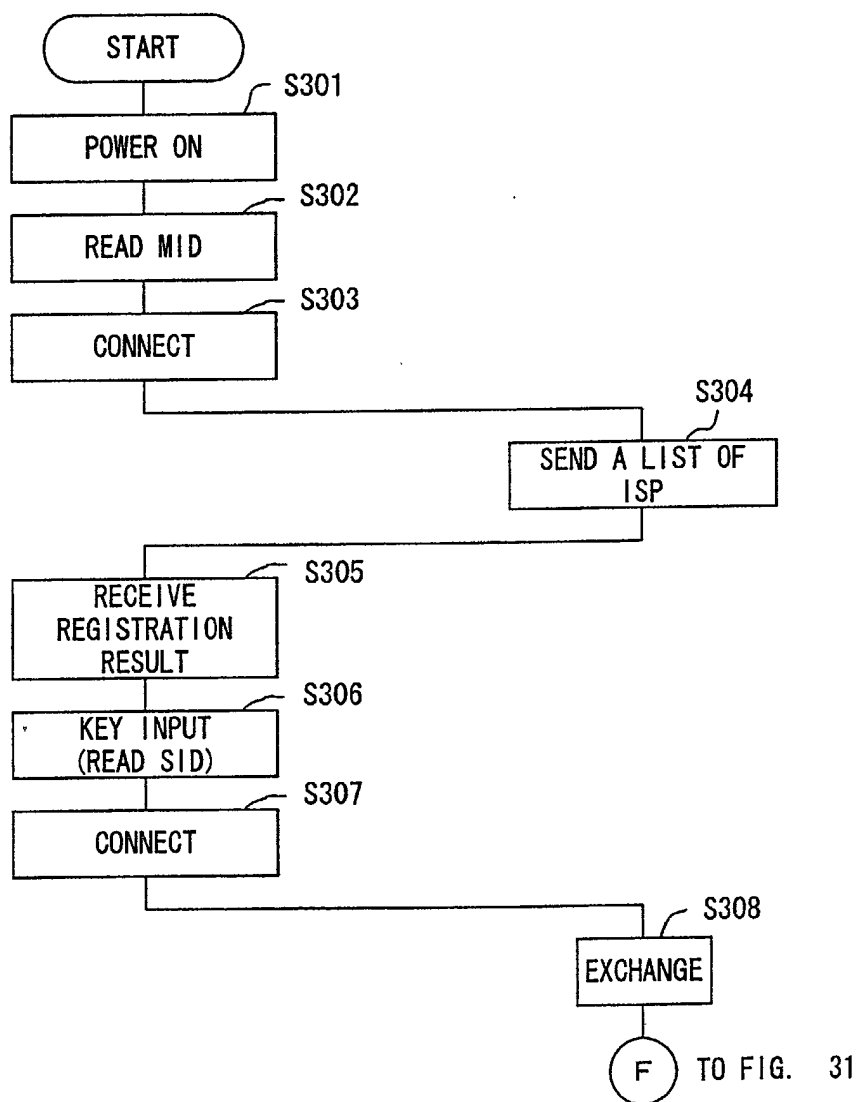 START
S301
POWER ON
S302
READ MID
S303
CONNECT
S304
SEND A LIST OF
ISP
S305
RECEIVE
REGISTRATION
RESULT
S306
KEY INPUT
(READ SID)
S307
CONNECT
S308
EXCHANGE
F TO FIG. 31